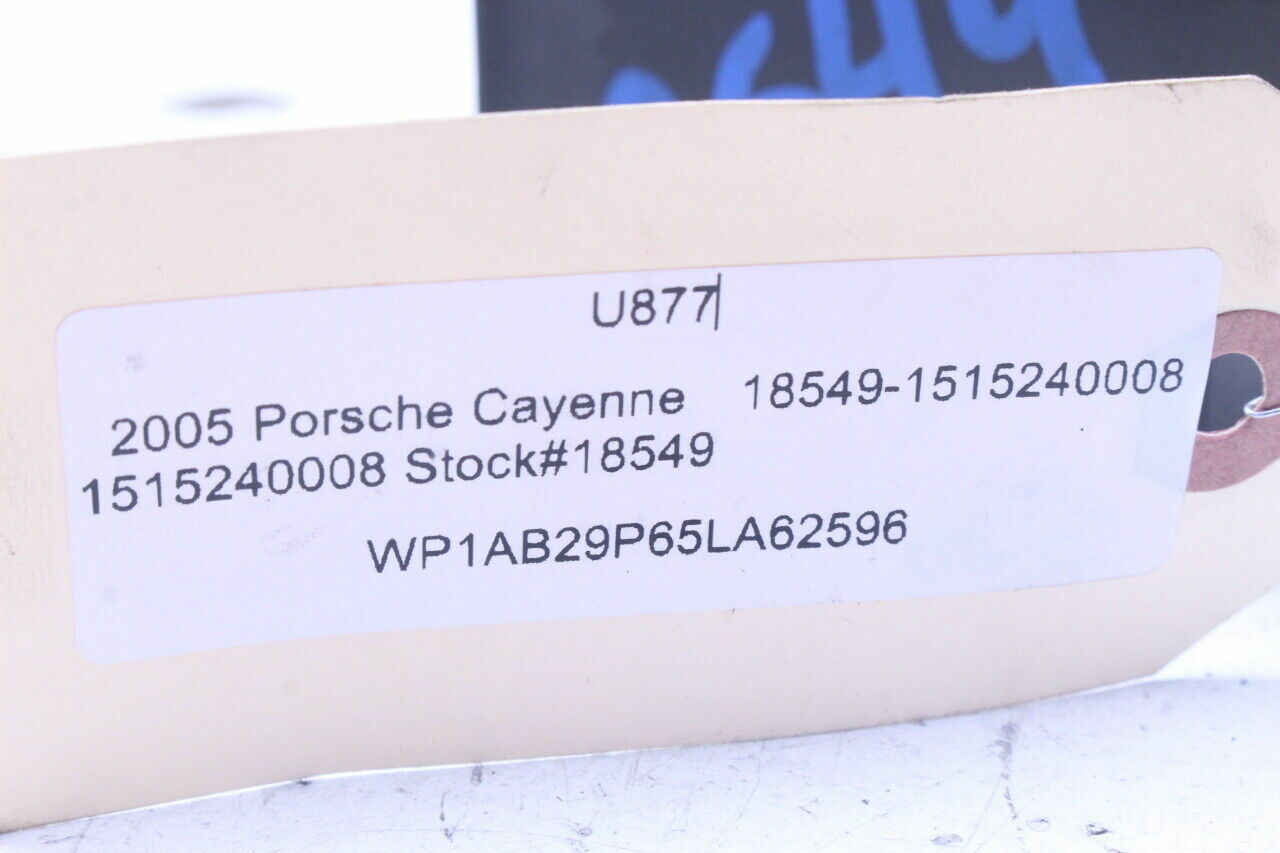 U877
2005 Porsche Cayenne 18549-1515240008
1515240008 Stock#18549
WP1AB29P65LA62596